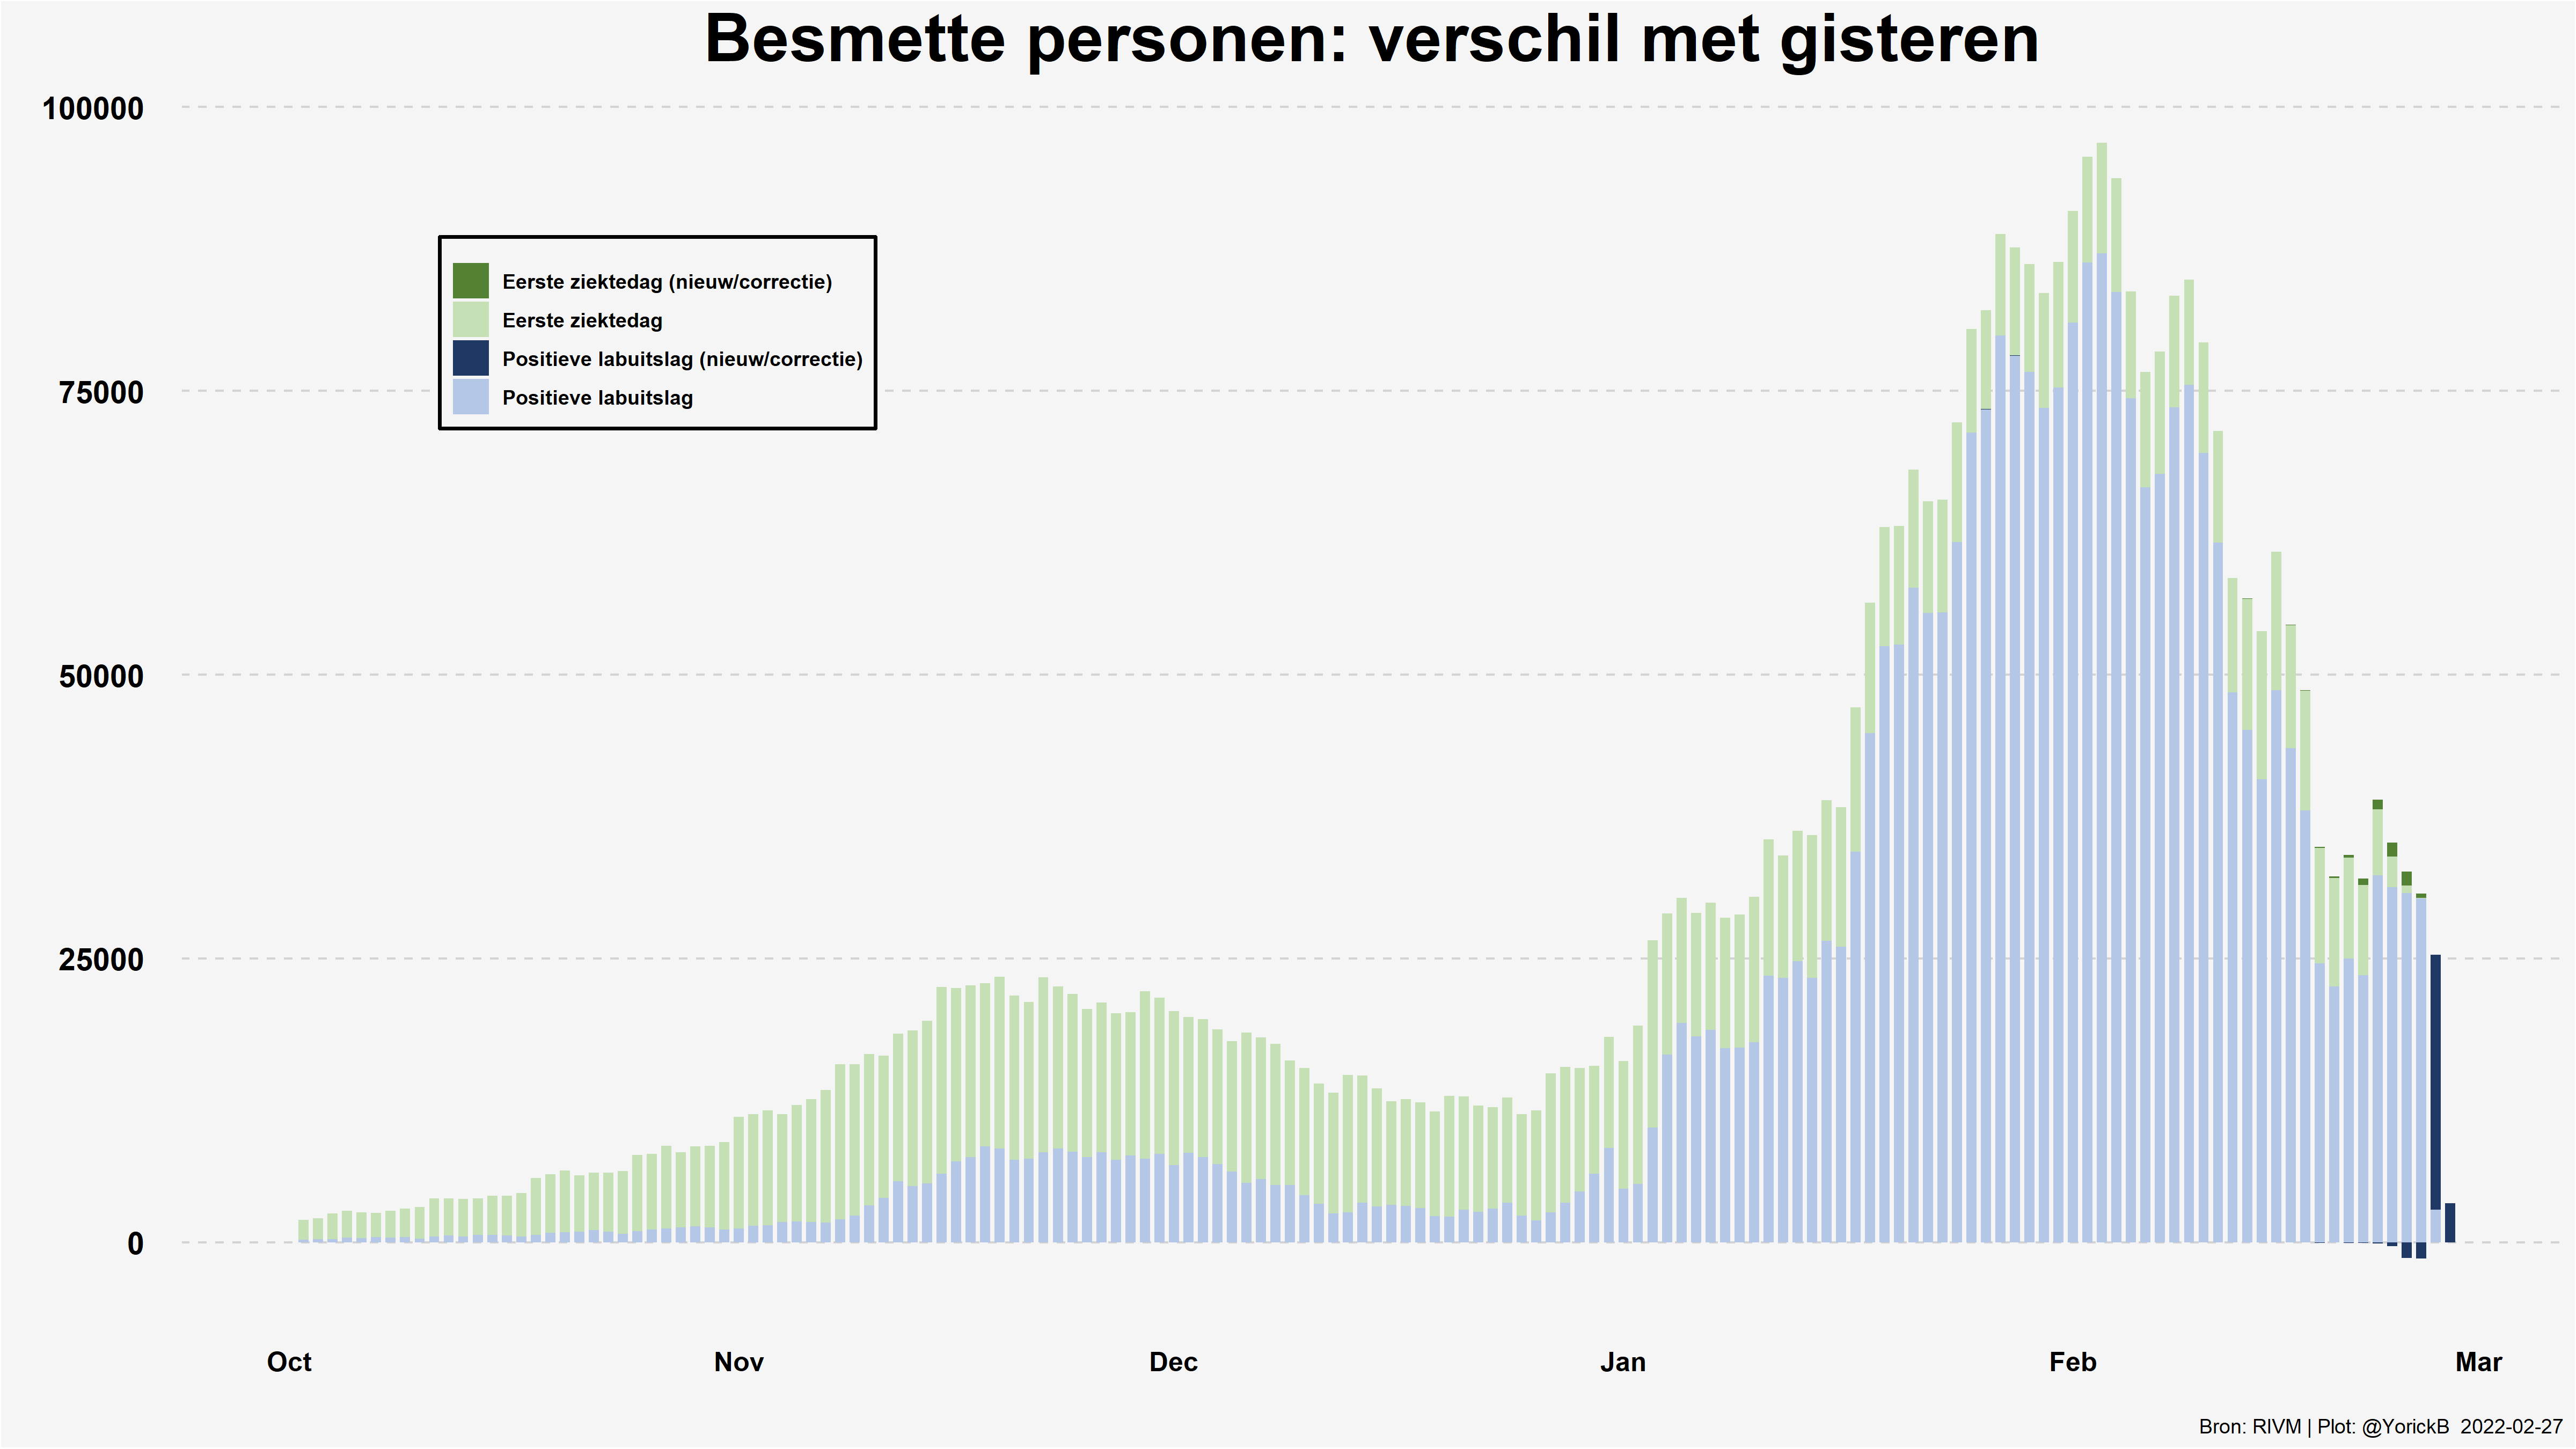 Besmette personen: verschil met gisteren
100000
75000
50000
25000
0
Eerste ziektedag (nieuw/correctie)
Eerste ziektedag
Positieve labuitslag (nieuw/correctie)
Positieve labuitslag
Oct Nov Dec Jan Feb Mar
Bron: RIVM | Plot: @YorickB 2022-02-27